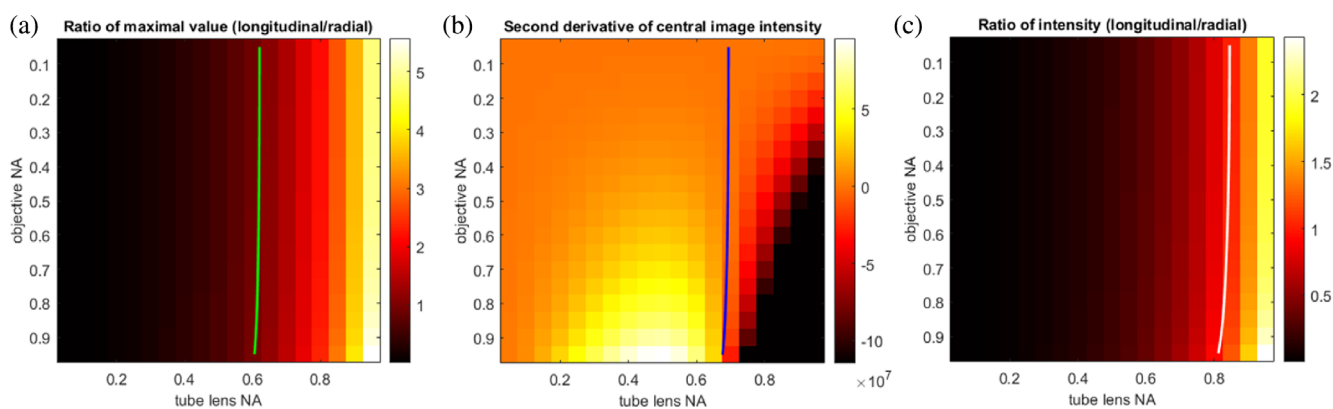 (a)
Ratio of maximal value (longitudinal/radial)
0.1
0.2
0.3
0.4
0.5
0.6
0.7
0.8
0.9
objective NA
0.2 0.4 0.6 0.8
tube lens NA
5
4
3
2
1
(b)
Second derivative of central image intensity
0.1
0.2
0.3
0.4
0.5
0.6
0.7
0.8
0.9
objective NA
0.2 0.4 0.6 0.8
tube lens NA
5
0
-5
-10
×10⁷
(c)
Ratio of intensity (longitudinal/radial)
0.1
0.2
0.3
0.4
0.5
0.6
0.7
0.8
0.9
objective NA
0.2 0.4 0.6 0.8
tube lens NA
2
1.5
1
0.5